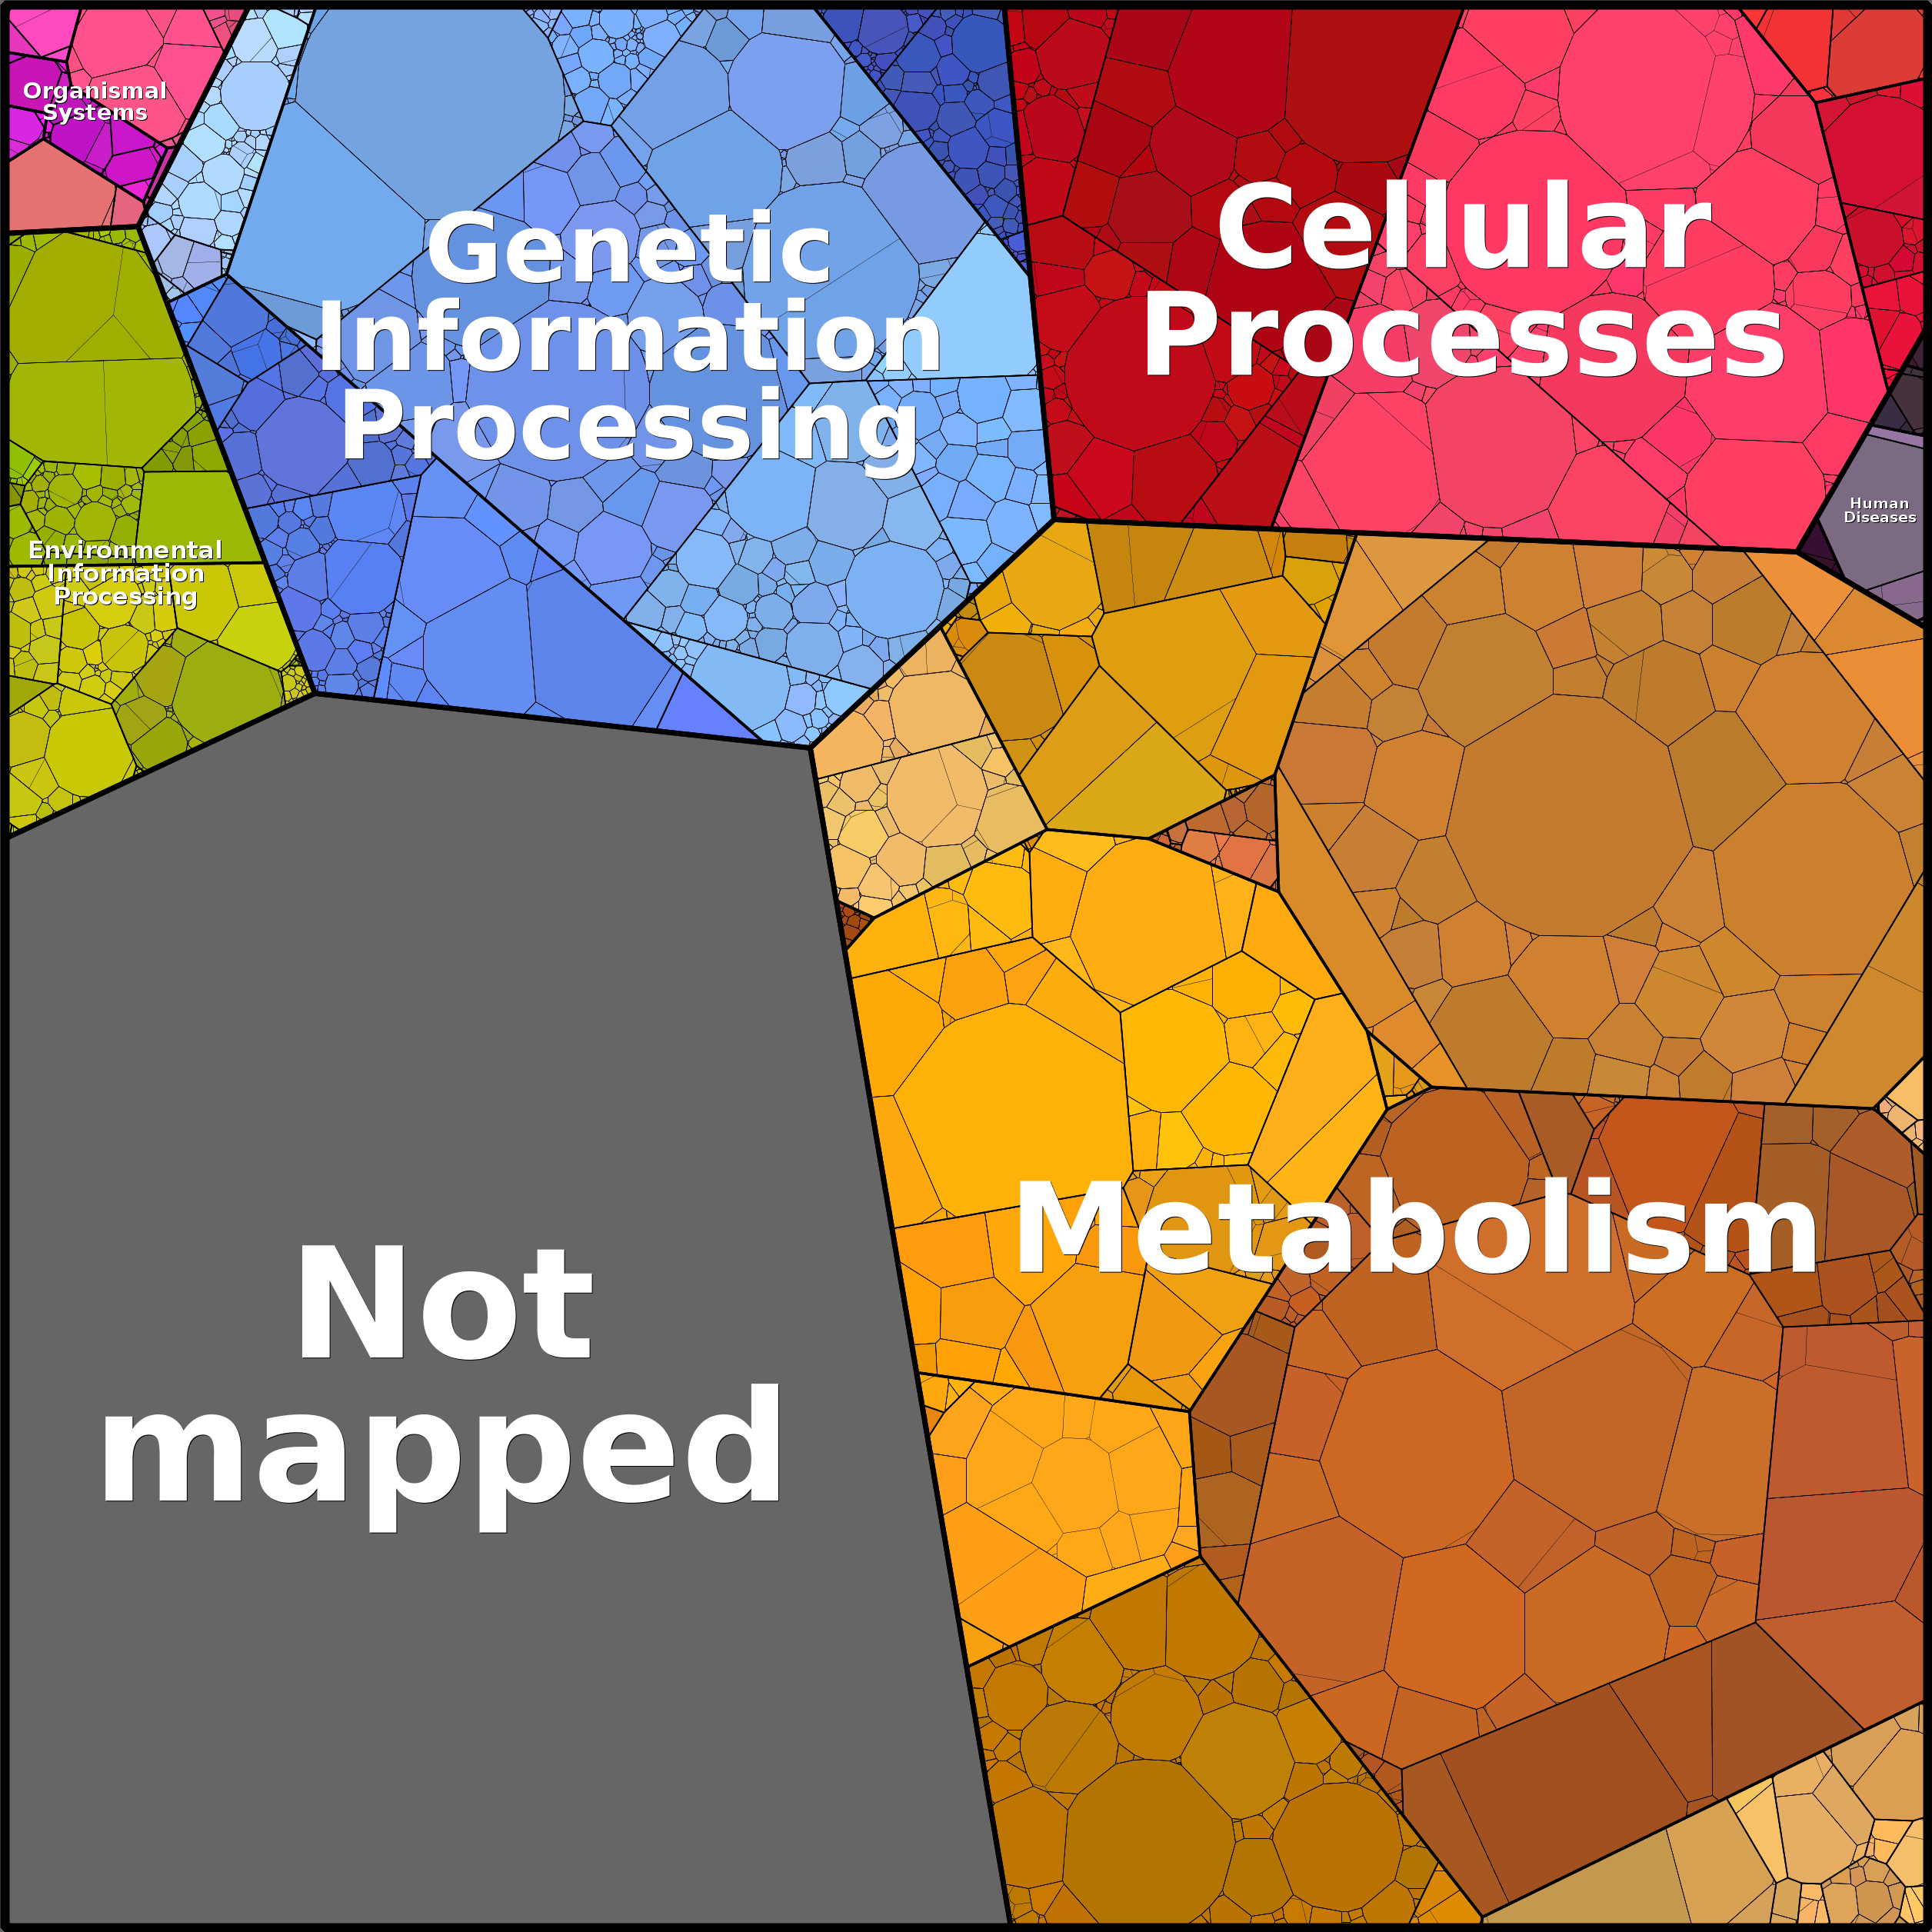 Organismal
Systems
Genetic
Information
Processing
Cellular
Processes
Human
Diseases
Environmental
Information
Processing
Metabolism
Not
mapped